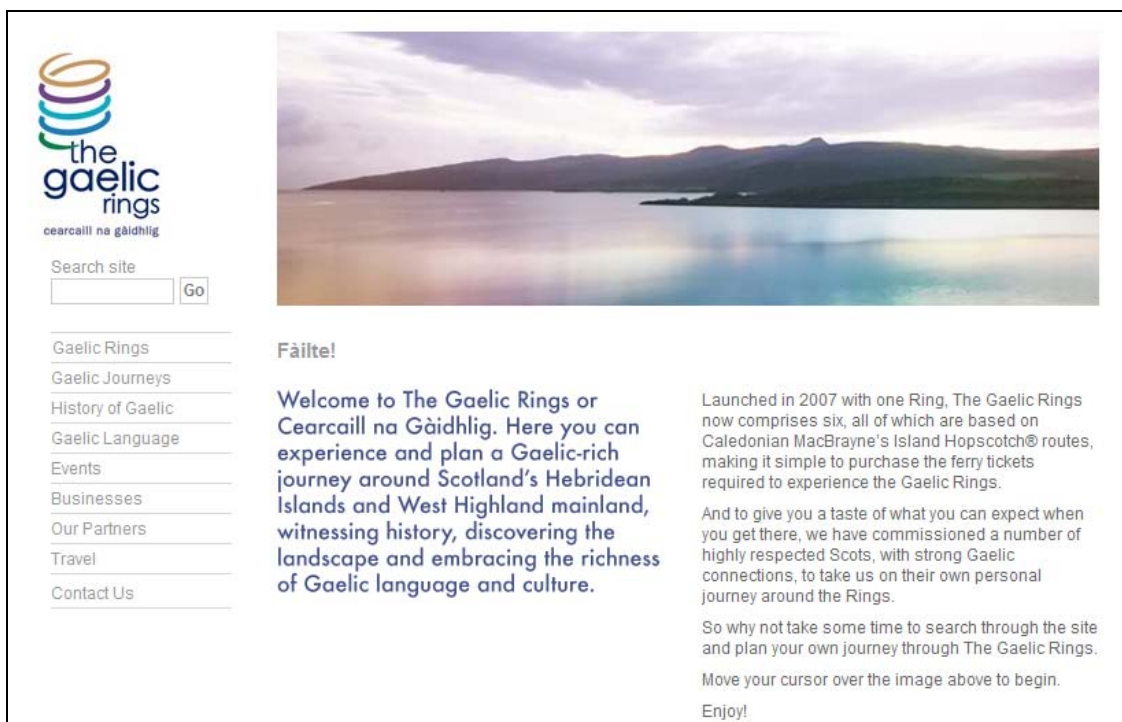 the
gaelic
rings
cearcaill na gàidhlig
Search site
Go
Gaelic Rings
Gaelic Journeys
History of Gaelic
Gaelic Language
Events
Businesses
Our Partners
Travel
Contact Us
Fàilte!
Welcome to The Gaelic Rings or
Cearcaill na Gàidhlig. Here you can
experience and plan a Gaelic-rich
journey around Scotland's Hebridean
Islands and West Highland mainland,
witnessing history, discovering the
landscape and embracing the richness
of Gaelic language and culture.
Launched in 2007 with one Ring, The Gaelic Rings
now comprises six, all of which are based on
Caledonian MacBrayne's Island Hopscotch® routes,
making it simple to purchase the ferry tickets
required to experience the Gaelic Rings.
And to give you a taste of what you can expect when
you get there, we have commissioned a number of
highly respected Scots, with strong Gaelic
connections, to take us on their own personal
journey around the Rings.
So why not take some time to search through the site
and plan your own journey through The Gaelic Rings.
Move your cursor over the image above to begin.
Enjoy!